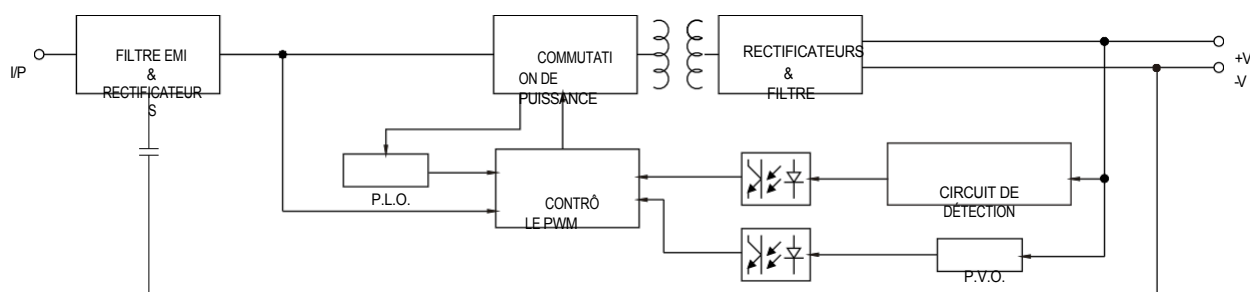 I/P
FILTRE EMI
&
RECTIFICATEUR
S
COMMUTATI
ON DE
PUISSANCE
RECTIFICATEURS
&
FILTRE
+V
-V
P.L.O.
CONTRÔ
LE PWM
CIRCUIT DE
DÉTECTION
P.V.O.